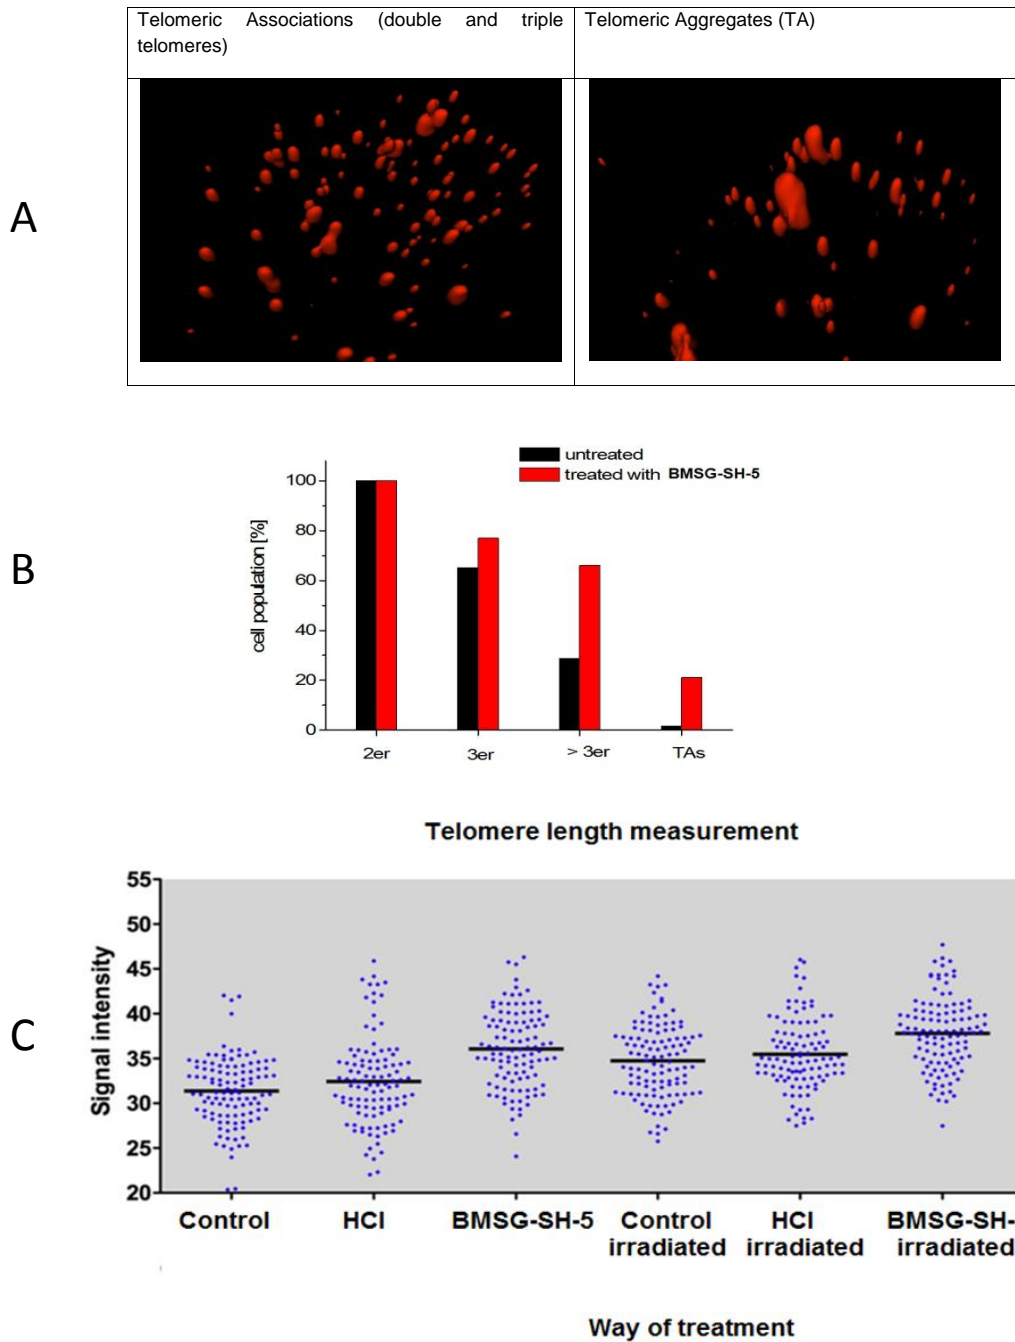 Telomeric Associations (double and triple
telomeres)
Telomeric Aggregates (TA)
A
B
untreated
treated with BMSG-SH-5
100
80
60
40
20
0
cell population [%]
2er
3er
> 3er
TAs
Telomere length measurement
C
55
50
45
40
35
30
25
20
Signal intensity
Control
HCl
BMSG-SH-5
Control
irradiated
HCl
irradiated
BMSG-SH-
irradiated
Way of treatment